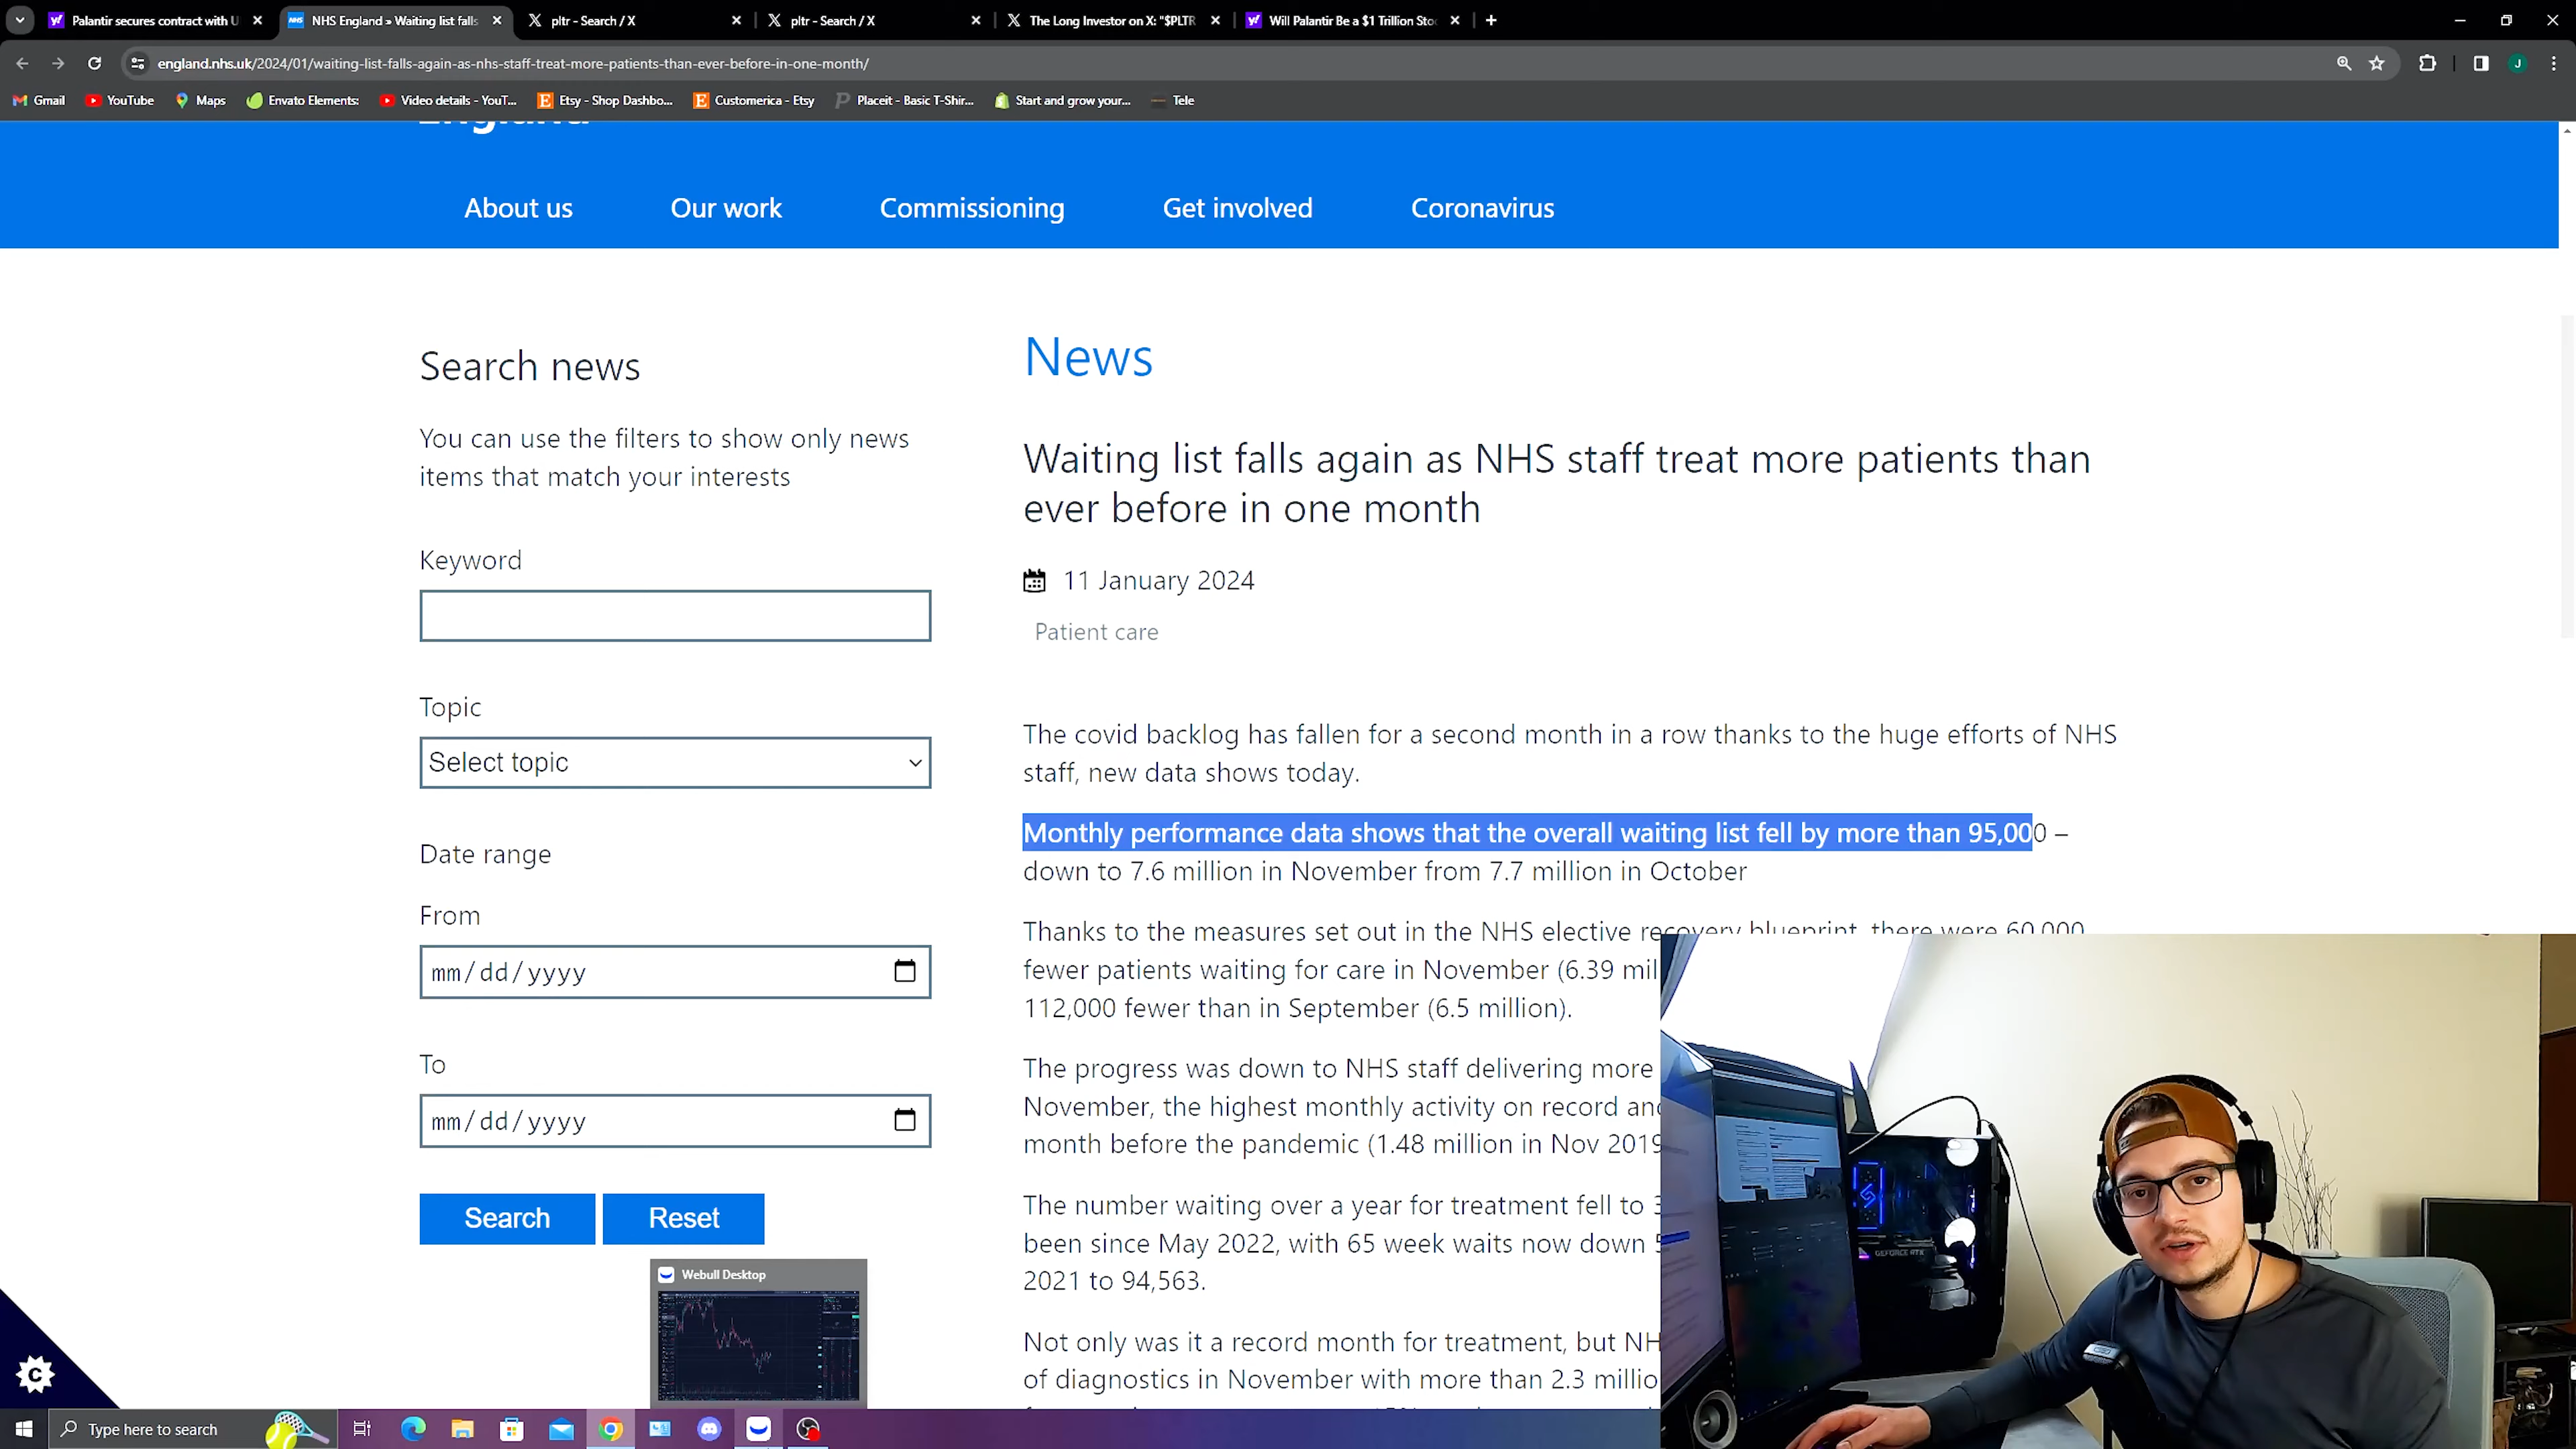 Palantir secures contract with U
NHS England » Waiting list falls
pltr - Search / X
pltr - Search / X
The Long Investor on X: "$PLTR
Will Palantir Be a $1 Trillion Sto
england.nhs.uk/2024/01/waiting-list-falls-again-as-nhs-staff-treat-more-patients-than-ever-before-in-one-month/
J
Gmail
YouTube
Maps
Envato Elements:
Video details - YouT...
Etsy - Shop Dashbo...
Customerica - Etsy
Placeit - Basic T-Shir...
Start and grow your...
Tele
England
About us
Our work
Commissioning
Get involved
Coronavirus
Search news
You can use the filters to show only news
items that match your interests
Keyword
Topic
Select topic
Date range
From
mm/dd/yyyy
To
mm/dd/yyyy
Search
Reset
News
Waiting list falls again as NHS staff treat more patients than
ever before in one month
11 January 2024
Patient care
The covid backlog has fallen for a second month in a row thanks to the huge efforts of NHS
staff, new data shows today.
Monthly performance data shows that the overall waiting list fell by more than 95,000 –
down to 7.6 million in November from 7.7 million in October
Thanks to the measures set out in the NHS elective recovery blueprint, there were 60,000
fewer patients waiting for care in November (6.39 mil
112,000 fewer than in September (6.5 million).
The progress was down to NHS staff delivering more
November, the highest monthly activity on record an
month before the pandemic (1.48 million in Nov 2019
The number waiting over a year for treatment fell to 3
been since May 2022, with 65 week waits now down 5
2021 to 94,563.
Not only was it a record month for treatment, but NH
of diagnostics in November with more than 2.3 millio
Webull Desktop
C
Type here to search
GEFORCE RTX